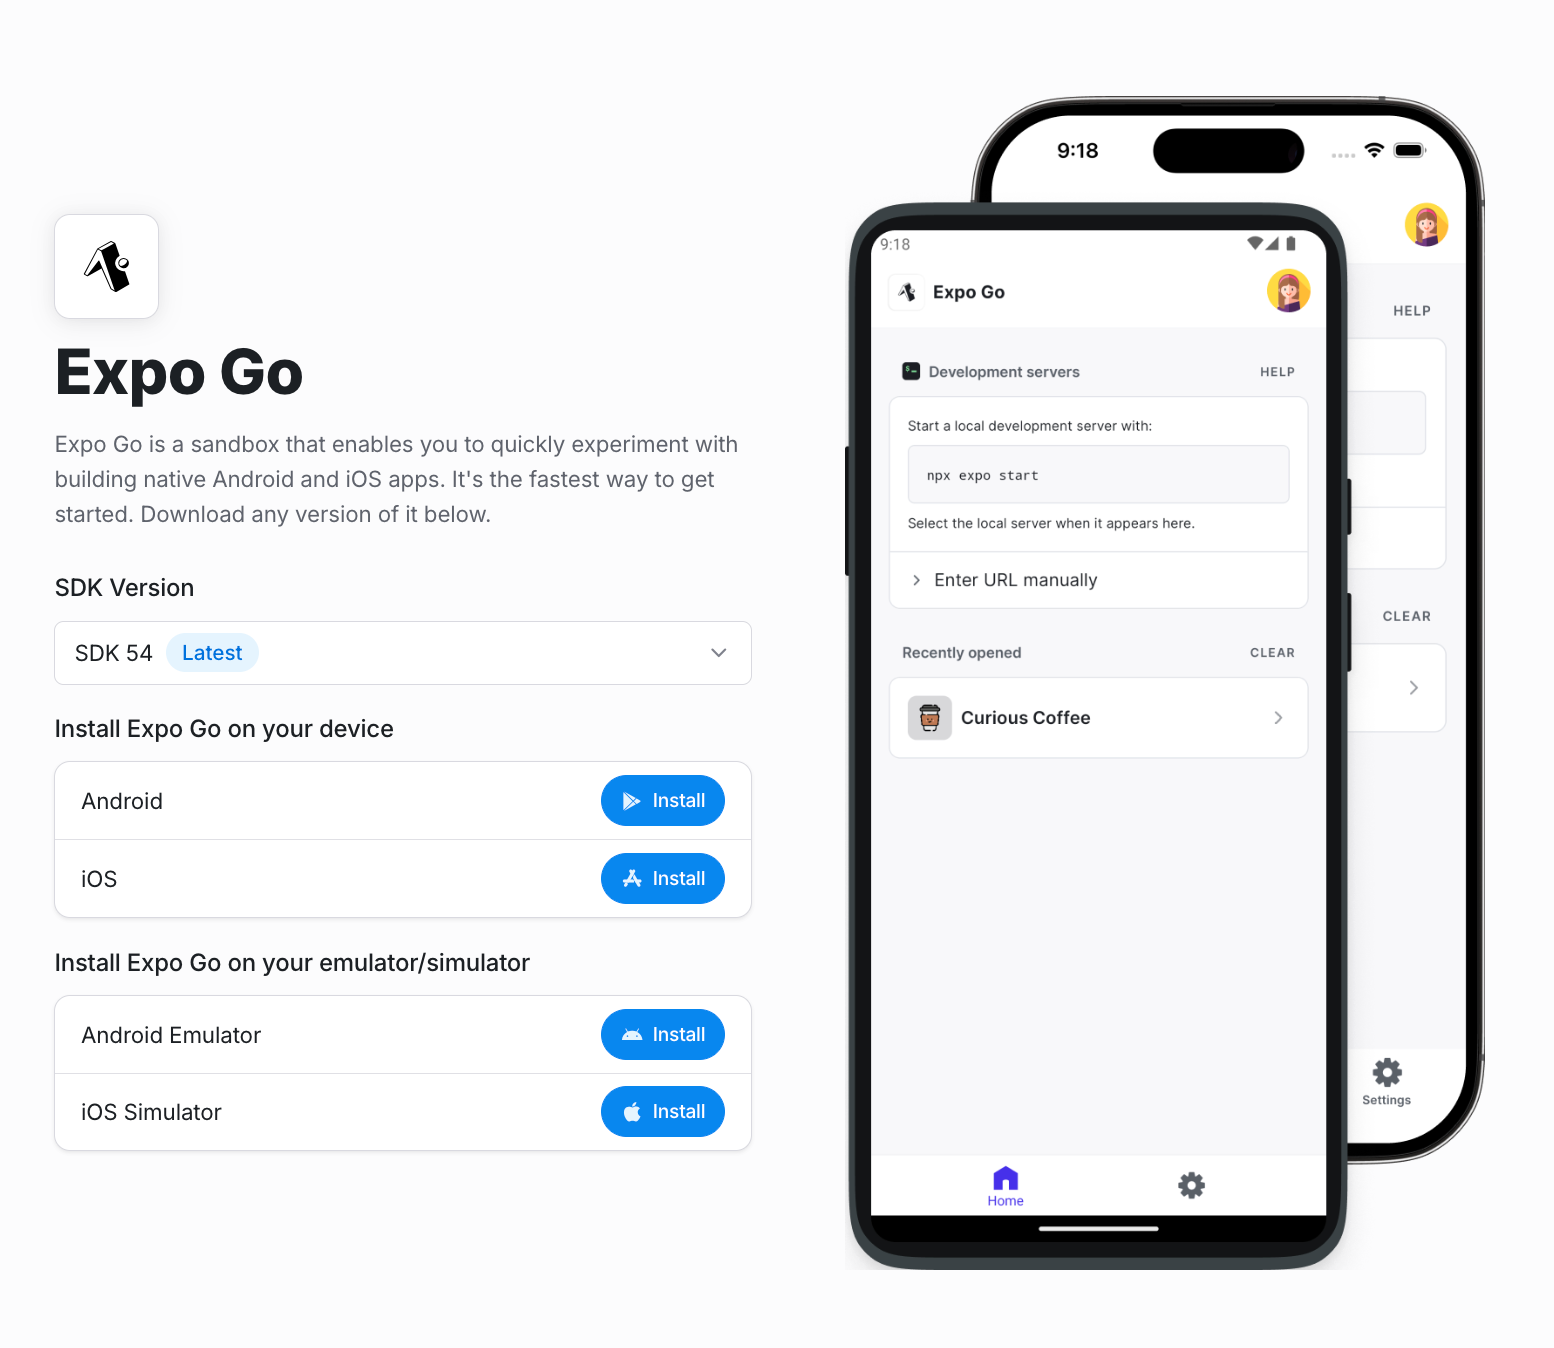 Expo Go
Expo Go is a sandbox that enables you to quickly experiment with
building native Android and iOS apps. It's the fastest way to get
started. Download any version of it below.
SDK Version
SDK 54 Latest
Install Expo Go on your device
Android Install
iOS Install
Install Expo Go on your emulator/simulator
Android Emulator Install
iOS Simulator Install
9:18
HELP
CLEAR
Settings
9:18
Expo Go
Development servers HELP
Start a local development server with:
npx expo start
Select the local server when it appears here.
Enter URL manually
Recently opened CLEAR
Curious Coffee
Home